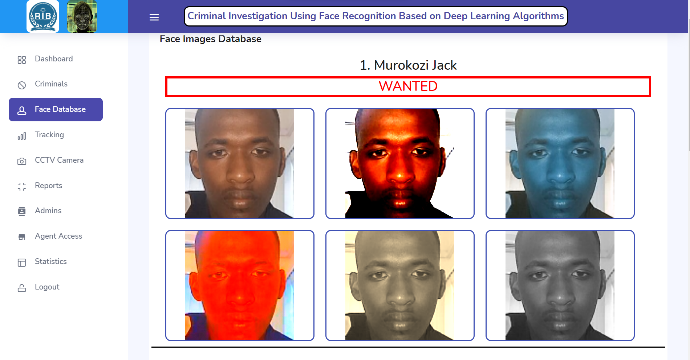 RIB
Criminal Investigation Using Face Recognition Based on Deep Learning Algorithms
Dashboard
Criminals
Face Database
Tracking
CCTV Camera
Reports
Admins
Agent Access
Statistics
Logout
Face Images Database
1. Murokozi Jack
WANTED